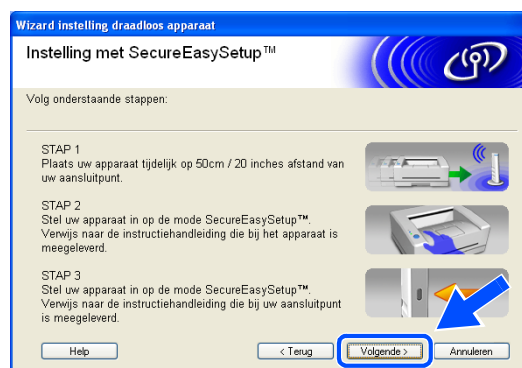 Wizard instelling draadloos apparaat
Instelling met SecureEasySetup™
Volg onderstaande stappen:
STAP 1
Plaats uw apparaat tijdelijk op 50cm / 20 inches afstand van
uw aansluitpunt.
STAP 2
Stel uw apparaat in op de mode SecureEasySetup™.
Verwijs naar de instructiehandleiding die bij het apparaat is
meegeleverd.
STAP 3
Stel uw apparaat in op de mode SecureEasySetup™.
Verwijs naar de instructiehandleiding die bij uw aansluitpunt
is meegeleverd.
Help
< Terug
Volgende >
Annuleren